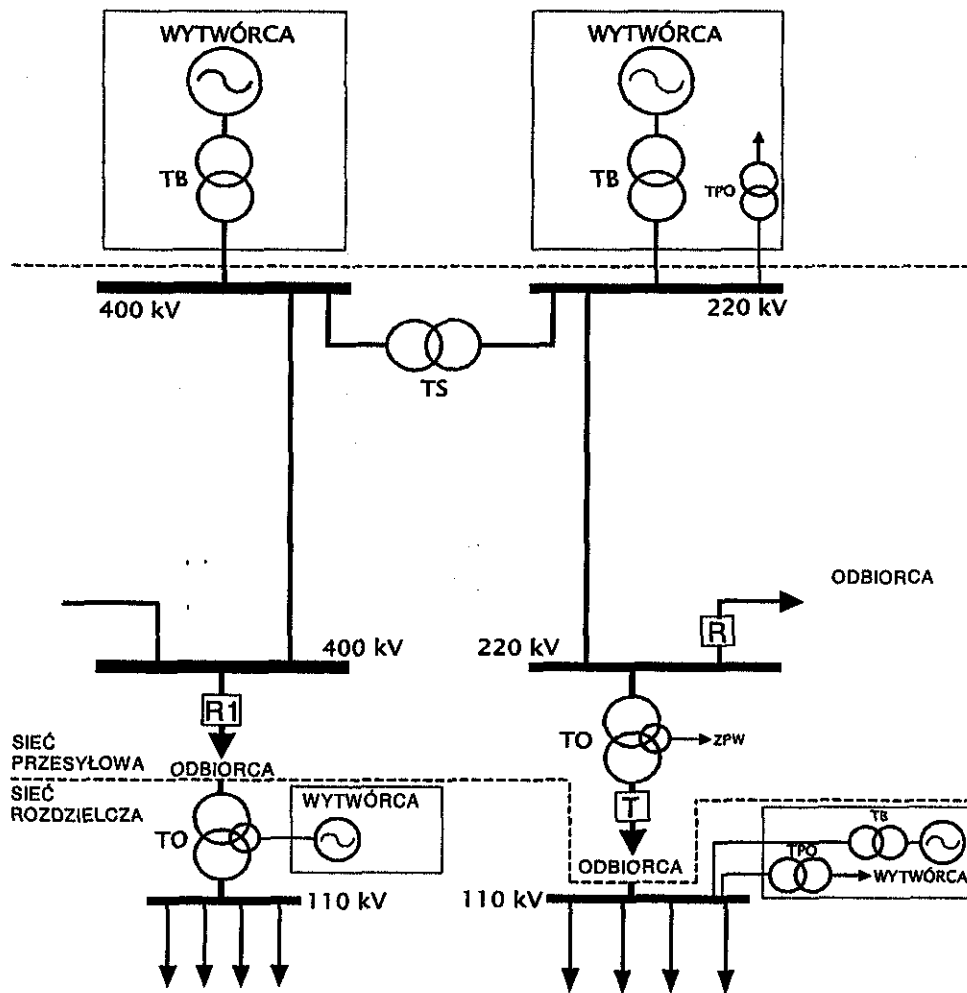 WYTWÓRCA
TB
WYTWÓRCA
TB
TPO
400 kV
220 kV
TS
ODBIORCA
R
400 kV
220 kV
R1
TO
ZPW
SIEĆ
PRZESYŁOWA
ODBIORCA
SIEĆ
ROZDZIELCZA
TO
WYTWÓRCA
T
ODBIORCA
TB
TPO
WYTWÓRCA
110 kV
110 kV